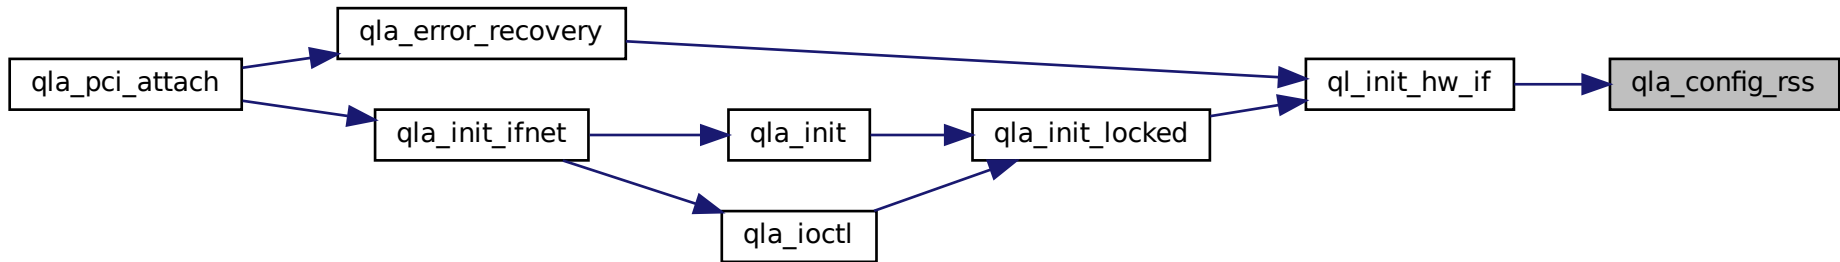 qla_error_recovery
qla_pci_attach
ql_init_hw_if
qla_config_rss
qla_init_ifnet
qla_init
qla_init_locked
qla_ioctl